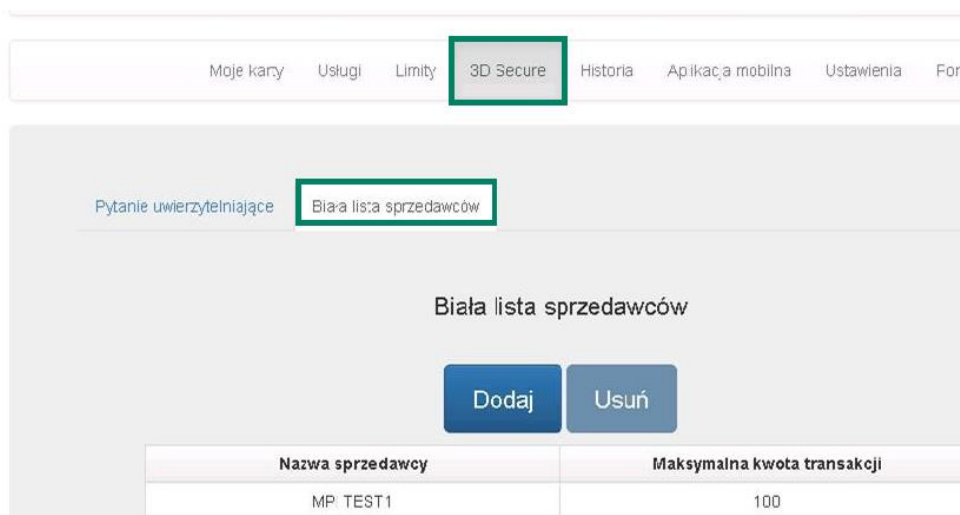 Moje karty Usługi Limity 3D Secure Historia Aplikacja mobilna Ustawienia
Pytanie uwierzytelniające Biała lista sprzedawców
Biała lista sprzedawców
Dodaj Usuń
Nazwa sprzedawcy Maksymalna kwota transakcji
MPI TEST1 100